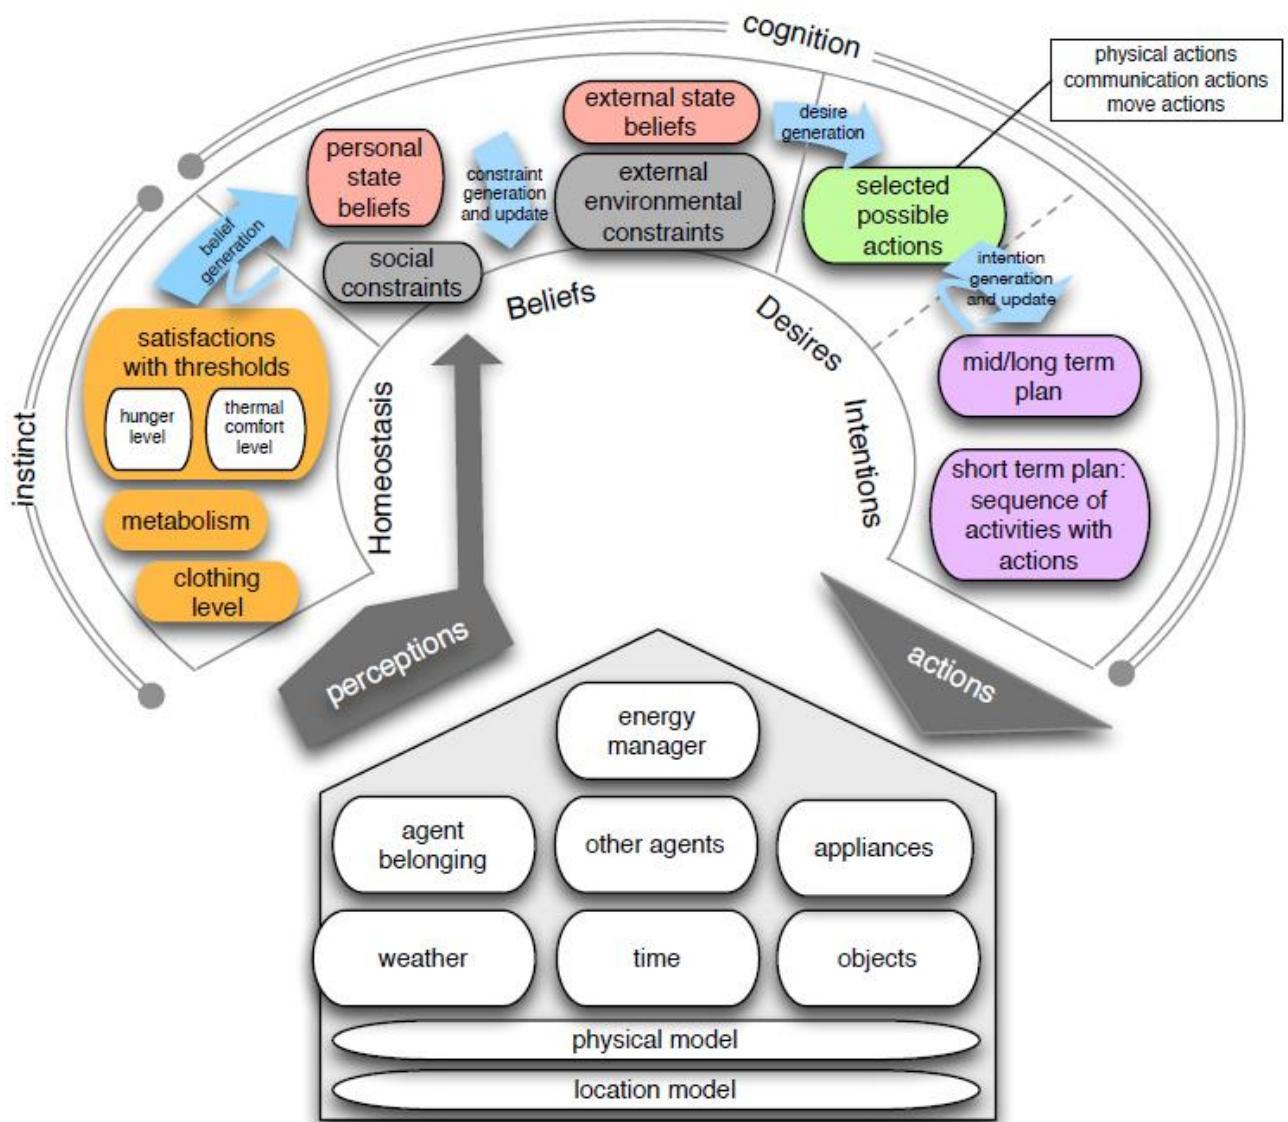 cognition
physical actions
communication actions
move actions
external state
beliefs
desire
generation
personal
state
beliefs
constraint
generation
and update
external
environmental
constraints
selected
possible
actions
belief
generation
social
constraints
intention
generation
and update
Beliefs
Desires
satisfactions
with thresholds
hunger
level
thermal
comfort
level
mid/long term
plan
instinct
Homeostasis
Intentions
short term plan:
sequence of
activities with
actions
metabolism
clothing
level
perceptions
actions
energy
manager
agent
belonging
other agents
appliances
weather
time
objects
physical model
location model